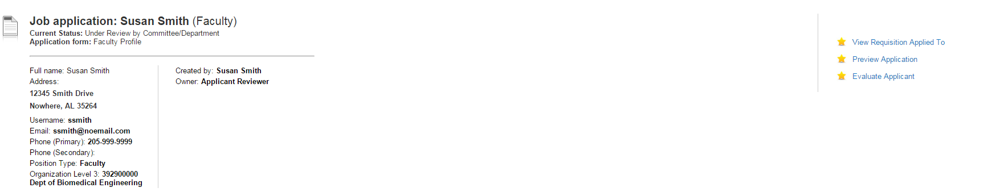 Job application: Susan Smith (Faculty)
Current Status: Under Review by Committee/Department
Application form: Faculty Profile
Full name: Susan Smith
Address:
12345 Smith Drive
Nowhere, AL 35264
Username: ssmith
Email: ssmith@noemail.com
Phone (Primary): 205-999-9999
Phone (Secondary):
Position Type: Faculty
Organization Level 3: 392900000
Dept of Biomedical Engineering
Created by: Susan Smith
Owner: Applicant Reviewer
View Requisition Applied To
Preview Application
Evaluate Applicant